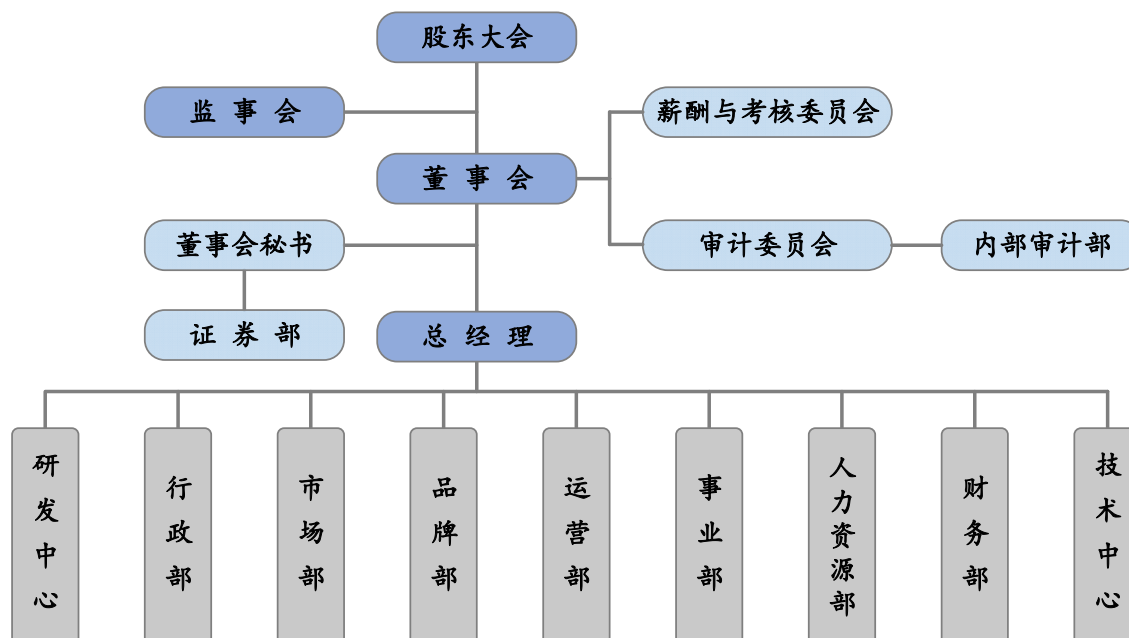 股东大会
监事会
薪酬与考核委员会
董事会
董事会秘书
审计委员会
内部审计部
证券部
总经理
研发中心
行政部
市场部
品牌部
运营部
事业部
人力资源部
财务部
技术中心